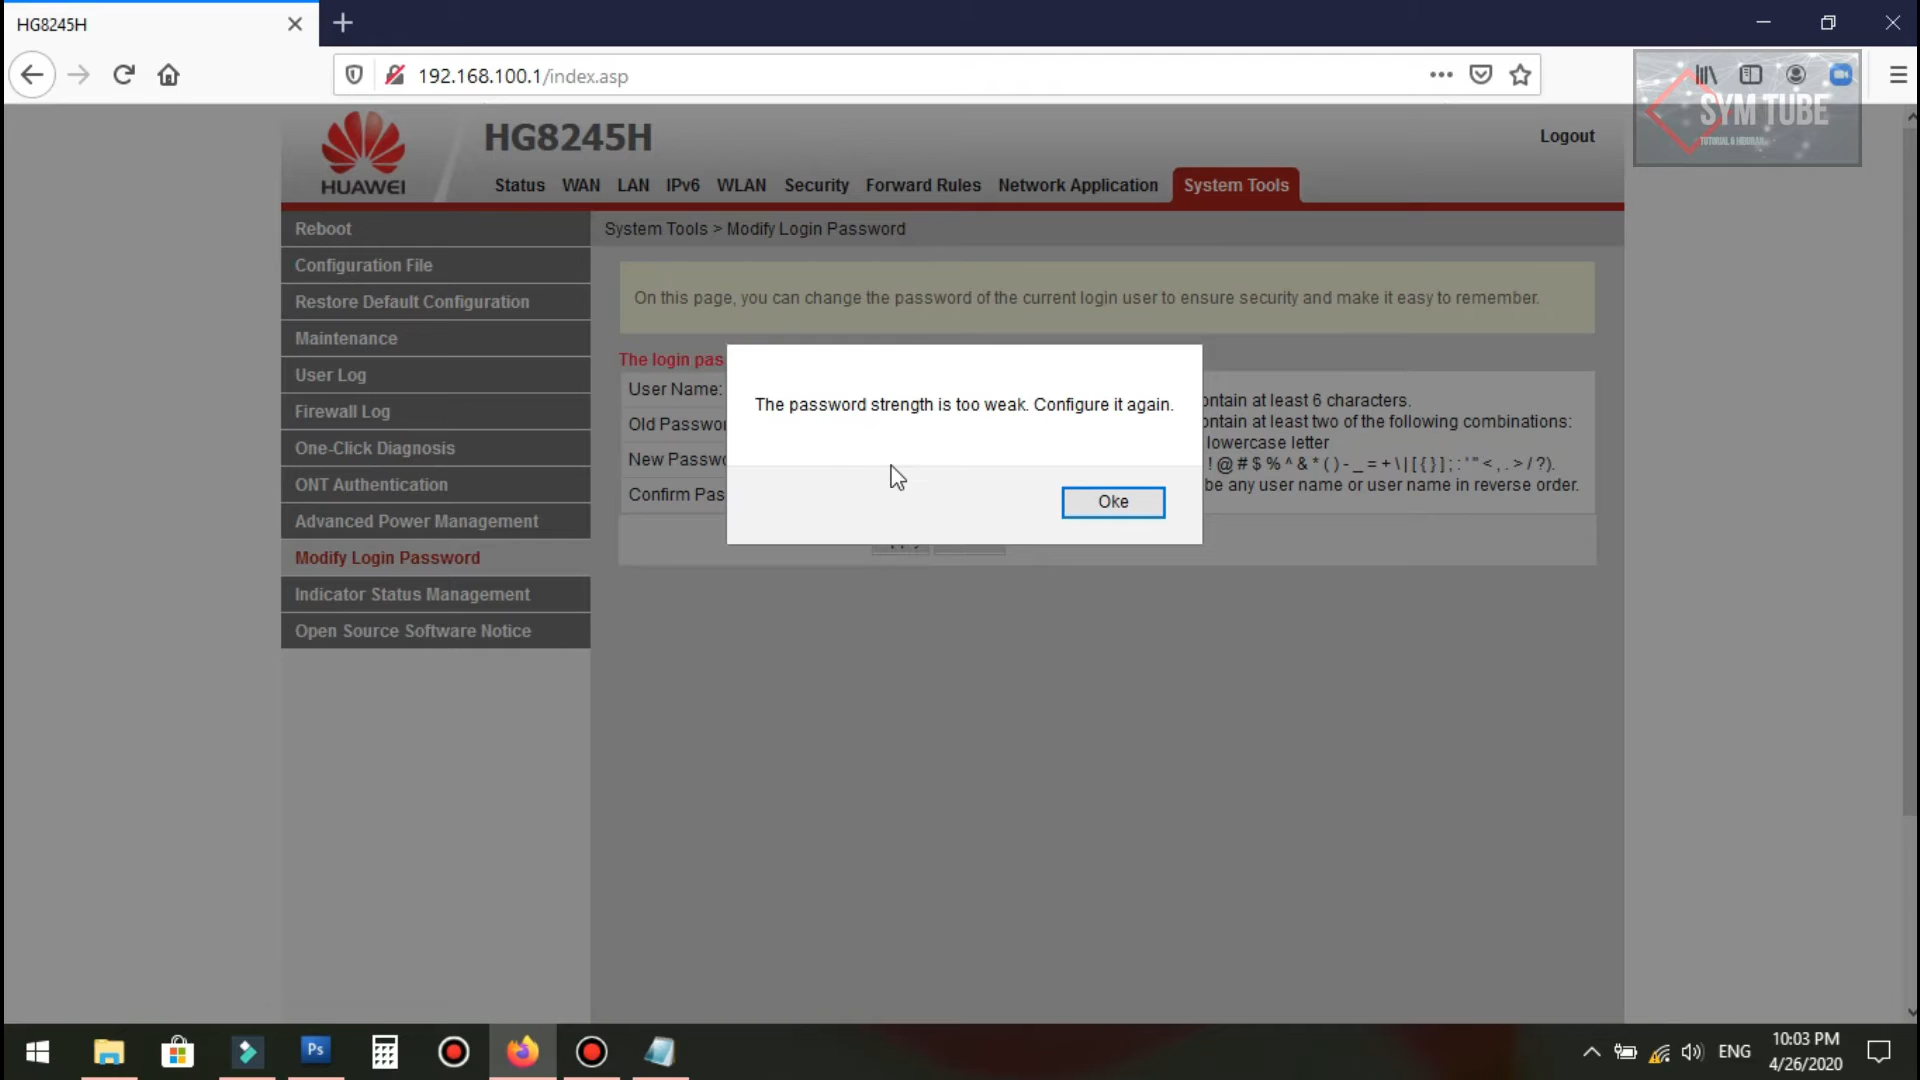 HG8245H
192.168.100.1/index.asp
SYM TUBE
HUAWEI
HG8245H
Logout
Status WAN LAN IPv6 WLAN Security Forward Rules Network Application System Tools
Reboot
Configuration File
Restore Default Configuration
Maintenance
User Log
Firewall Log
One-Click Diagnosis
ONT Authentication
Advanced Power Management
Modify Login Password
Indicator Status Management
Open Source Software Notice
System Tools > Modify Login Password
On this page, you can change the password of the current login user to ensure security and make it easy to remember.
The login pas
User Name:
Old Passwo
New Passw
Confirm Pas
ontain at least 6 characters.
ontain at least two of the following combinations:
lowercase letter
! @ # $ % ^ & * ( ) - _ = + \ | [ { } ] ; : ' " < , . > / ?).
be any user name or user name in reverse order.
The password strength is too weak. Configure it again.
Oke
Ps
ENG
10:03 PM
4/26/2020